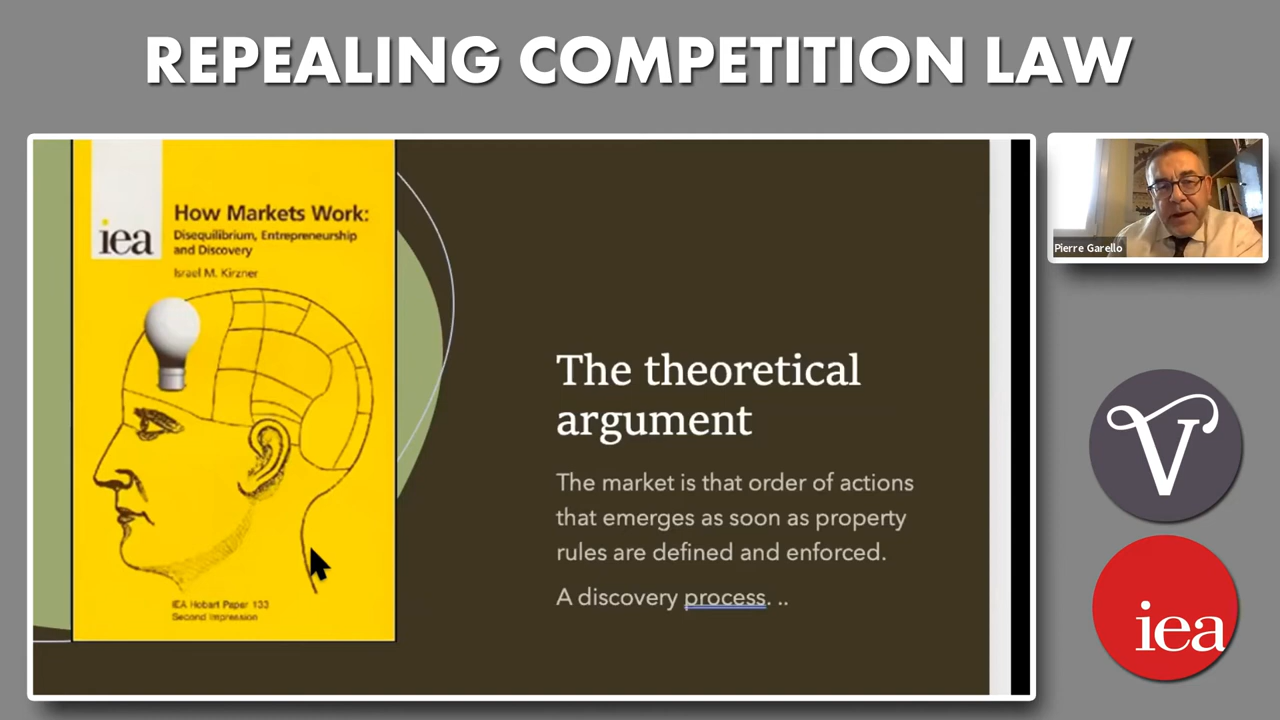 REPEALING COMPETITION LAW
iea
How Markets Work:
Disequilibrium, Entrepreneurship
and Discovery
Israel M. Kirzner
IEA Hobart Paper 133
Second Impression
The theoretical
argument
The market is that order of actions
that emerges as soon as property
rules are defined and enforced.
A discovery process. ..
Pierre Garello
V
iea